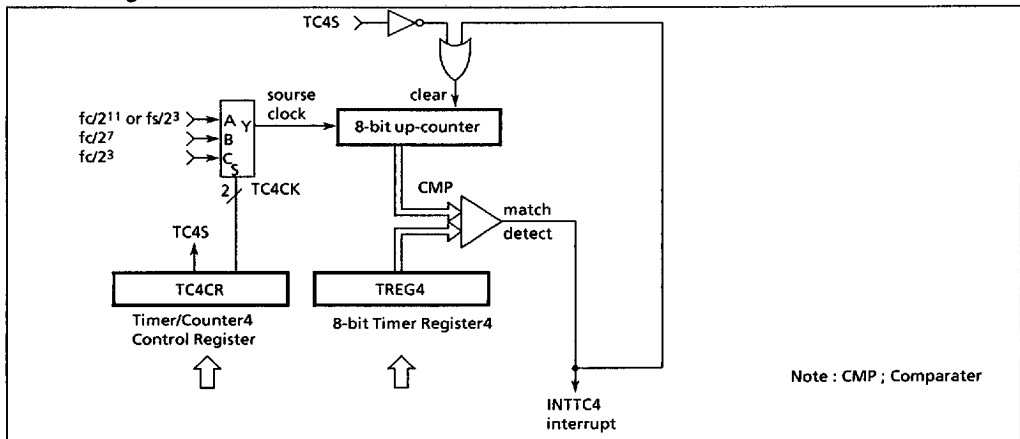 TC4S
clear
sourse
clock
fc/2¹¹ or fs/2³
fc/2⁷
fc/2³
A
B
C
S
Y
8-bit up-counter
2
TC4CK
CMP
match
detect
TC4S
TC4CR
TREG4
Timer/Counter4
Control Register
8-bit Timer Register4
INTTC4
interrupt
Note : CMP ; Comparater